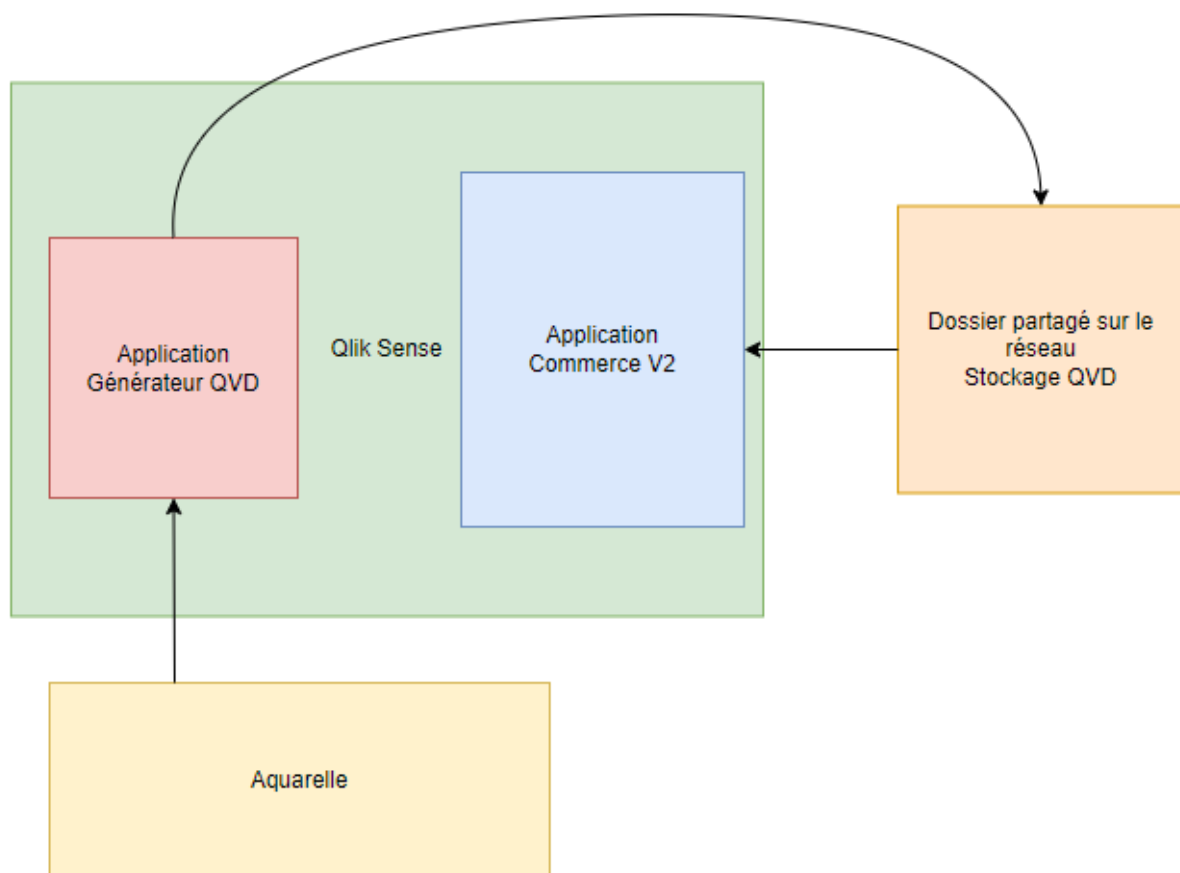 Application
Générateur QVD
Qlik Sense
Application
Commerce V2
Dossier partagé sur le
réseau
Stockage QVD
Aquarelle